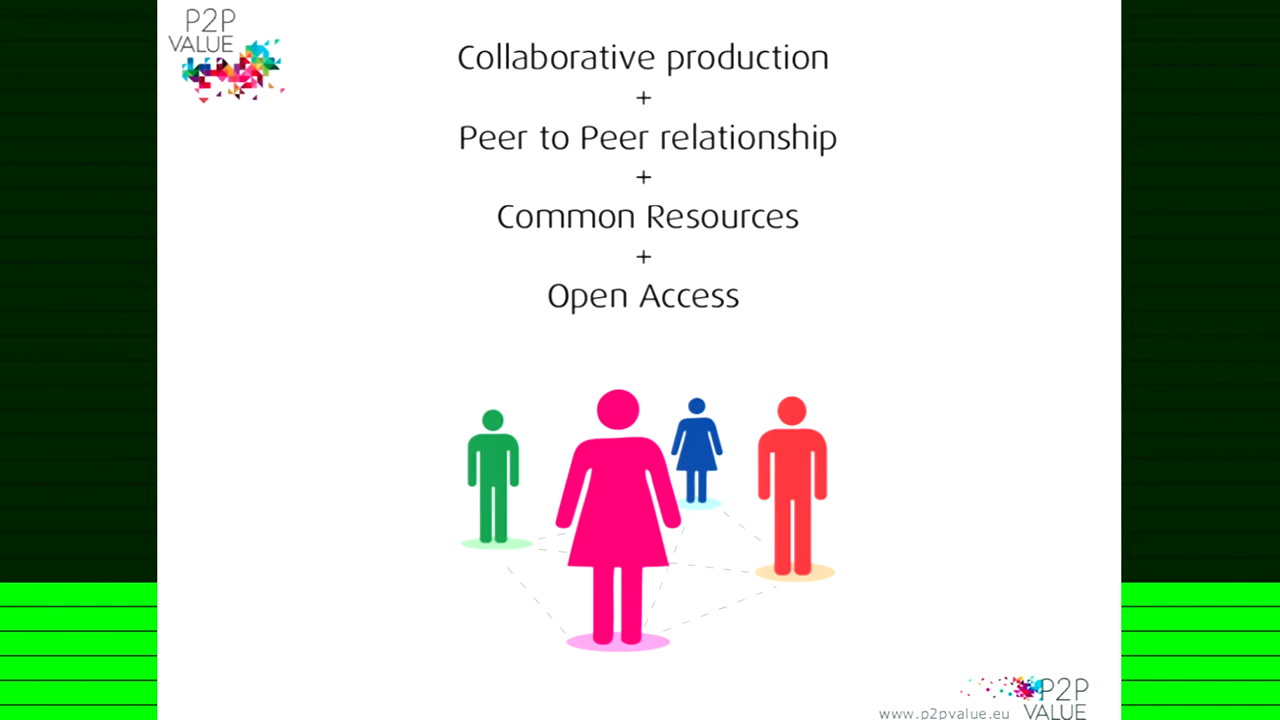 P2P
VALUE
Collaborative production
+
Peer to Peer relationship
+
Common Resources
+
Open Access
www.p2pvalue.eu
P2P
VALUE